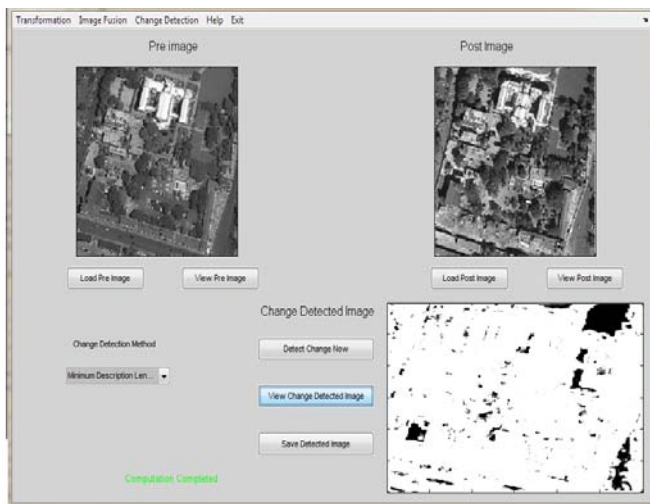 Transformation Image Fusion Change Detection Help Exit
Pre image
Post Image
Load Pre Image
View Pre Image
Load Post Image
View Post Image
Change Detected Image
Change Detection Method
Detect Change Now
Minimum Description Len...
View Change Detected Image
Save Detected Image
Computation Completed